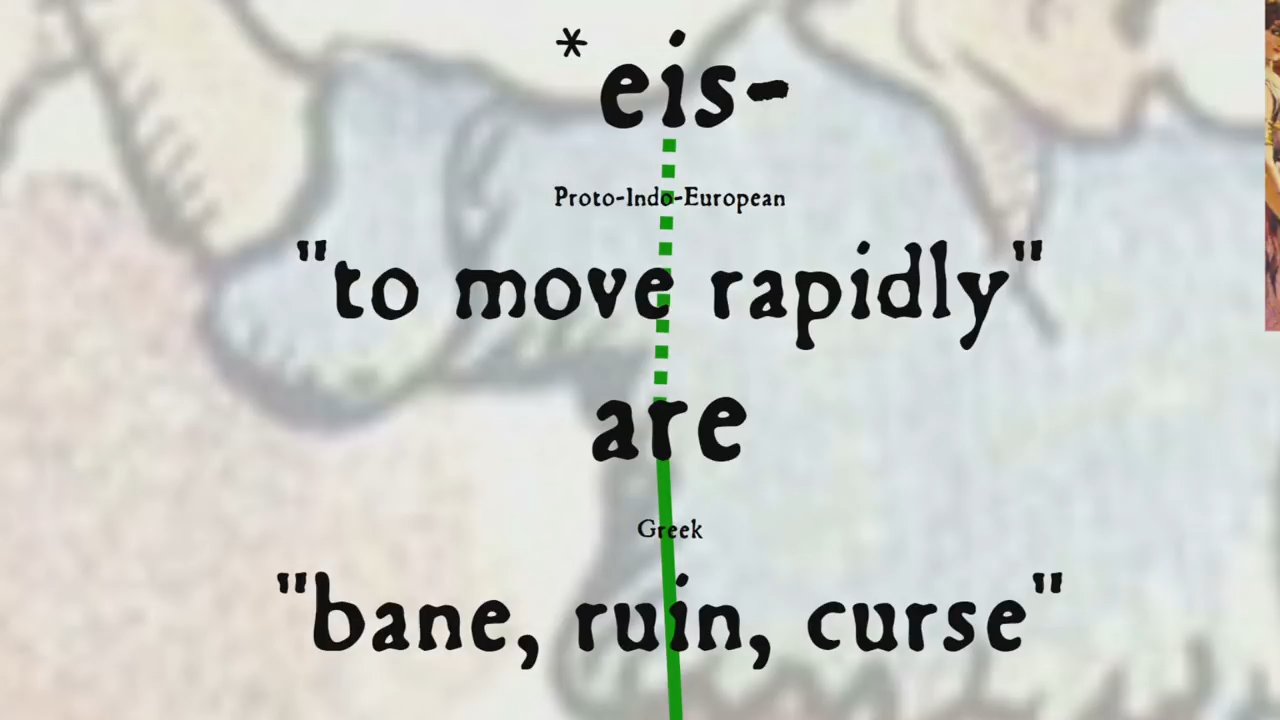 *eis-
Proto-Indo-European
"to move rapidly"
are
Greek
"bane, ruin, curse"